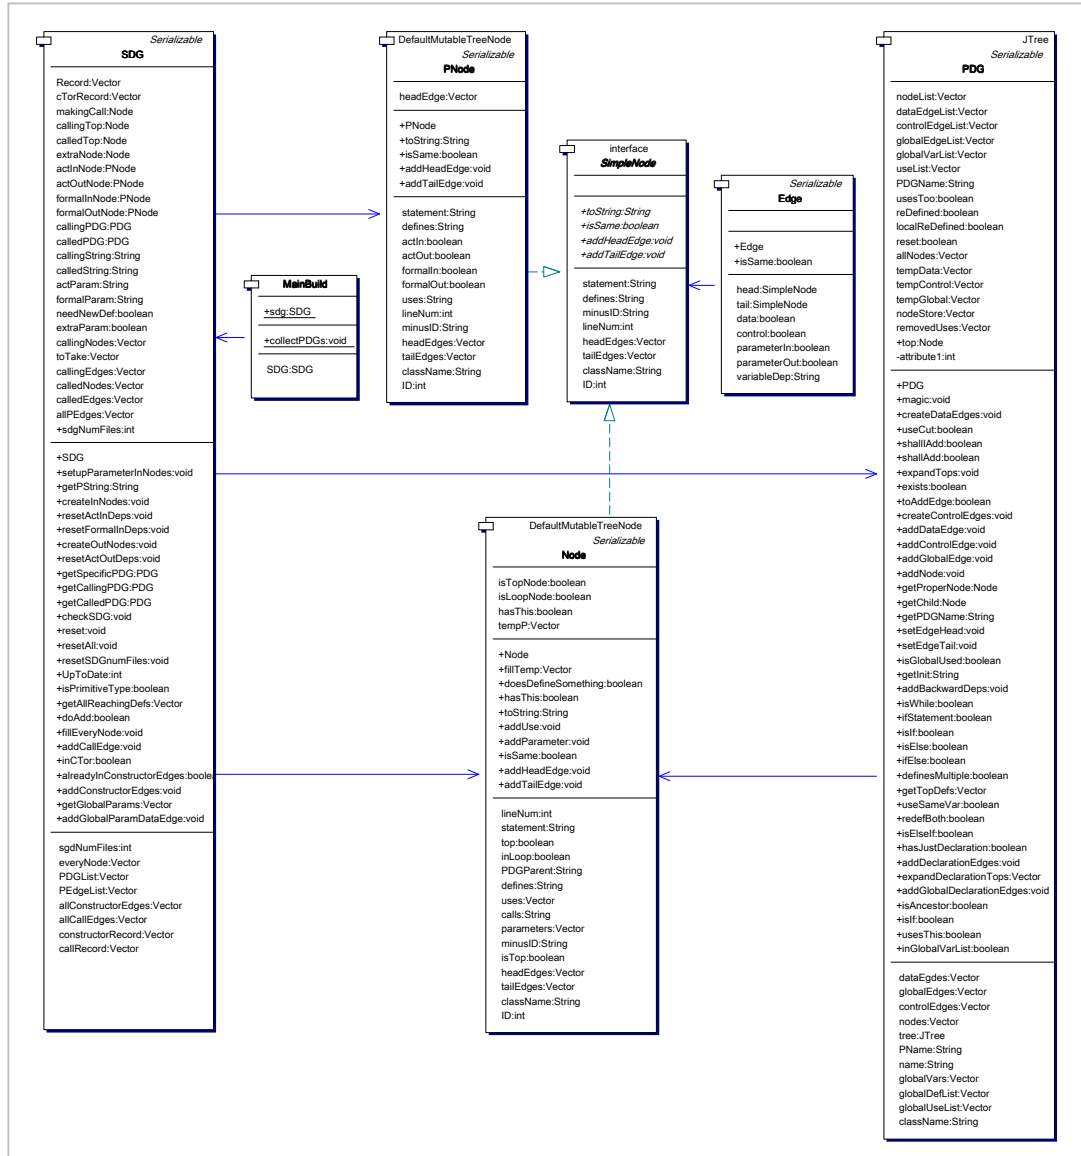 Serializable
SDG
Record:Vector
cTorRecord:Vector
makingCall:Node
callingTop:Node
calledTop:Node
extraNode:Node
actInNode:PNode
actOutNode:PNode
formalInNode:PNode
formalOutNode:PNode
callingPDG:PDG
calledPDG:PDG
callingString:String
calledString:String
actParam:String
formalParam:String
needNewDef:boolean
extraParam:boolean
callingNodes:Vector
toTake:Vector
callingEdges:Vector
calledNodes:Vector
calledEdges:Vector
allPEdges:Vector
+sdgNumFiles:int
+SDG
+setupParameterInNodes:void
+getPString:String
+createInNodes:void
+resetActInDeps:void
+resetFormalInDeps:void
+createOutNodes:void
+resetActOutDeps:void
+getSpecificPDG:PDG
+getCallingPDG:PDG
+getCalledPDG:PDG
+checkSDG:void
+reset:void
+resetAll:void
+resetSDGnumFiles:void
+UpToDate:int
+isPrimitiveType:boolean
+getAllReachingDefs:Vector
+doAdd:boolean
+fillEveryNode:void
+addCallEdge:void
+inCTor:boolean
+alreadyInConstructorEdges:boolea
+addConstructorEdges:void
+getGlobalParams:Vector
+addGlobalParamDataEdge:void
sgdNumFiles:int
everyNode:Vector
PDGList:Vector
PEdgeList:Vector
allConstructorEdges:Vector
allCallEdges:Vector
constructorRecord:Vector
callRecord:Vector
MainBuild
+sdg:SDG
+collectPDGs:void
SDG:SDG
DefaultMutableTreeNode
Serializable
PNode
headEdge:Vector
+PNode
+toString:String
+isSame:boolean
+addHeadEdge:void
+addTailEdge:void
statement:String
defines:String
actIn:boolean
actOut:boolean
formalIn:boolean
formalOut:boolean
uses:String
lineNum:int
minusID:String
headEdges:Vector
tailEdges:Vector
className:String
ID:int
interface
SimpleNode
+toString:String
+isSame:boolean
+addHeadEdge:void
+addTailEdge:void
statement:String
defines:String
minusID:String
lineNum:int
headEdges:Vector
tailEdges:Vector
className:String
ID:int
Serializable
Edge
+Edge
+isSame:boolean
head:SimpleNode
tail:SimpleNode
data:boolean
control:boolean
parameterIn:boolean
parameterOut:boolean
variableDep:String
DefaultMutableTreeNode
Serializable
Node
isTopNode:boolean
isLoopNode:boolean
hasThis:boolean
tempP:Vector
+Node
+fillTemp:Vector
+doesDefineSomething:boolean
+hasThis:boolean
+toString:String
+addUse:void
+addParameter:void
+isSame:boolean
+addHeadEdge:void
+addTailEdge:void
lineNum:int
statement:String
top:boolean
inLoop:boolean
PDGParent:String
defines:String
uses:Vector
calls:String
parameters:Vector
minusID:String
isTop:boolean
headEdges:Vector
tailEdges:Vector
className:String
ID:int
JTree
Serializable
PDG
nodeList:Vector
dataEdgeList:Vector
controlEdgeList:Vector
globalEdgeList:Vector
globalVarList:Vector
useList:Vector
PDGName:String
usesToo:boolean
reDefined:boolean
localReDefined:boolean
reset:boolean
allNodes:Vector
tempData:Vector
tempControl:Vector
tempGlobal:Vector
nodeStore:Vector
removedUses:Vector
+top:Node
-attribute1:int
+PDG
+magic:void
+createDataEdges:void
+useCut:boolean
+shallIAdd:boolean
+shallAdd:boolean
+expandTops:void
+exists:boolean
+toAddEdge:boolean
+createControlEdges:void
+addDataEdge:void
+addControlEdge:void
+addGlobalEdge:void
+addNode:void
+getProperNode:Node
+getChild:Node
+getPDGName:String
+setEdgeHead:void
+setEdgeTail:void
+isGlobalUsed:boolean
+getInit:String
+addBackwardDeps:void
+isWhile:boolean
+ifStatement:boolean
+isIf:boolean
+isElse:boolean
+ifElse:boolean
+definesMultiple:boolean
+getTopDefs:Vector
+useSameVar:boolean
+redefBoth:boolean
+isElseIf:boolean
+hasJustDeclaration:boolean
+addDeclarationEdges:void
+expandDeclarationTops:Vector
+addGlobalDeclarationEdges:void
+isAncestor:boolean
+isIf:boolean
+usesThis:boolean
+inGlobalVarList:boolean
dataEgdes:Vector
globalEdges:Vector
controlEdges:Vector
nodes:Vector
tree:JTree
PName:String
name:String
globalVars:Vector
globalDefList:Vector
globalUseList:Vector
className:String